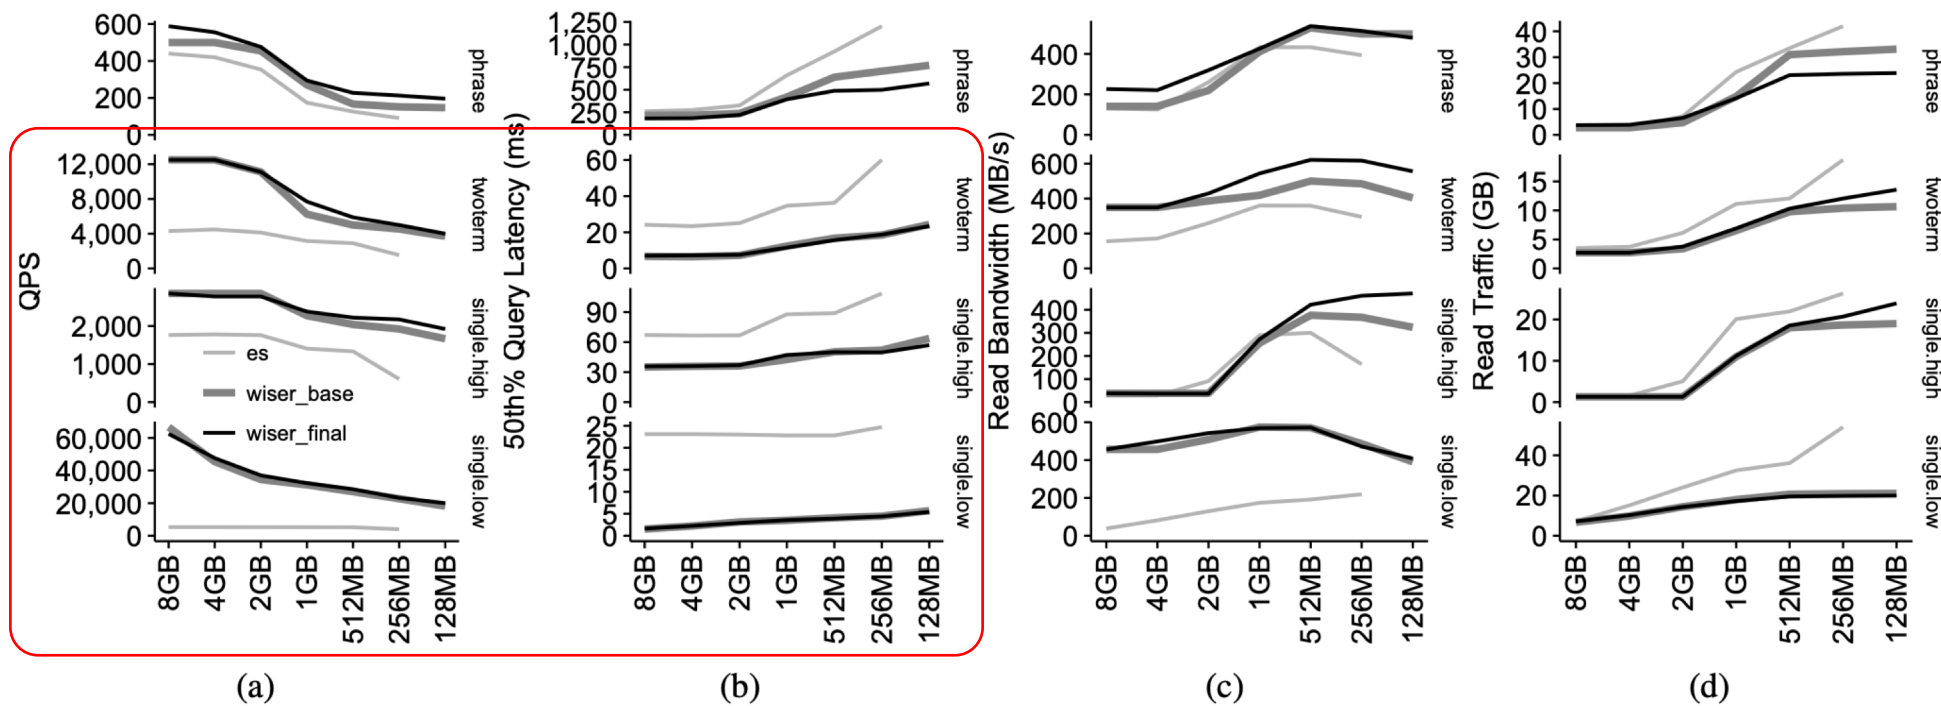 QPS
600
400
200
0
phrase
12,000
8,000
4,000
0
twoterm
2,000
1,000
0
single.high
es
wiser_base
wiser_final
60,000
40,000
20,000
0
single.low
8GB
4GB
2GB
1GB
512MB
256MB
128MB
(a)
50th% Query Latency (ms)
1,250
1,000
750
500
250
0
phrase
60
40
20
0
twoterm
90
60
30
0
single.high
25
20
15
10
5
0
single.low
8GB
4GB
2GB
1GB
512MB
256MB
128MB
(b)
Read Bandwidth (MB/s)
400
200
0
phrase
600
400
200
0
twoterm
400
300
200
100
0
single.high
600
400
200
0
single.low
8GB
4GB
2GB
1GB
512MB
256MB
128MB
(c)
Read Traffic (GB)
40
30
20
10
0
phrase
15
10
5
0
twoterm
20
10
0
single.high
40
20
0
single.low
8GB
4GB
2GB
1GB
512MB
256MB
128MB
(d)